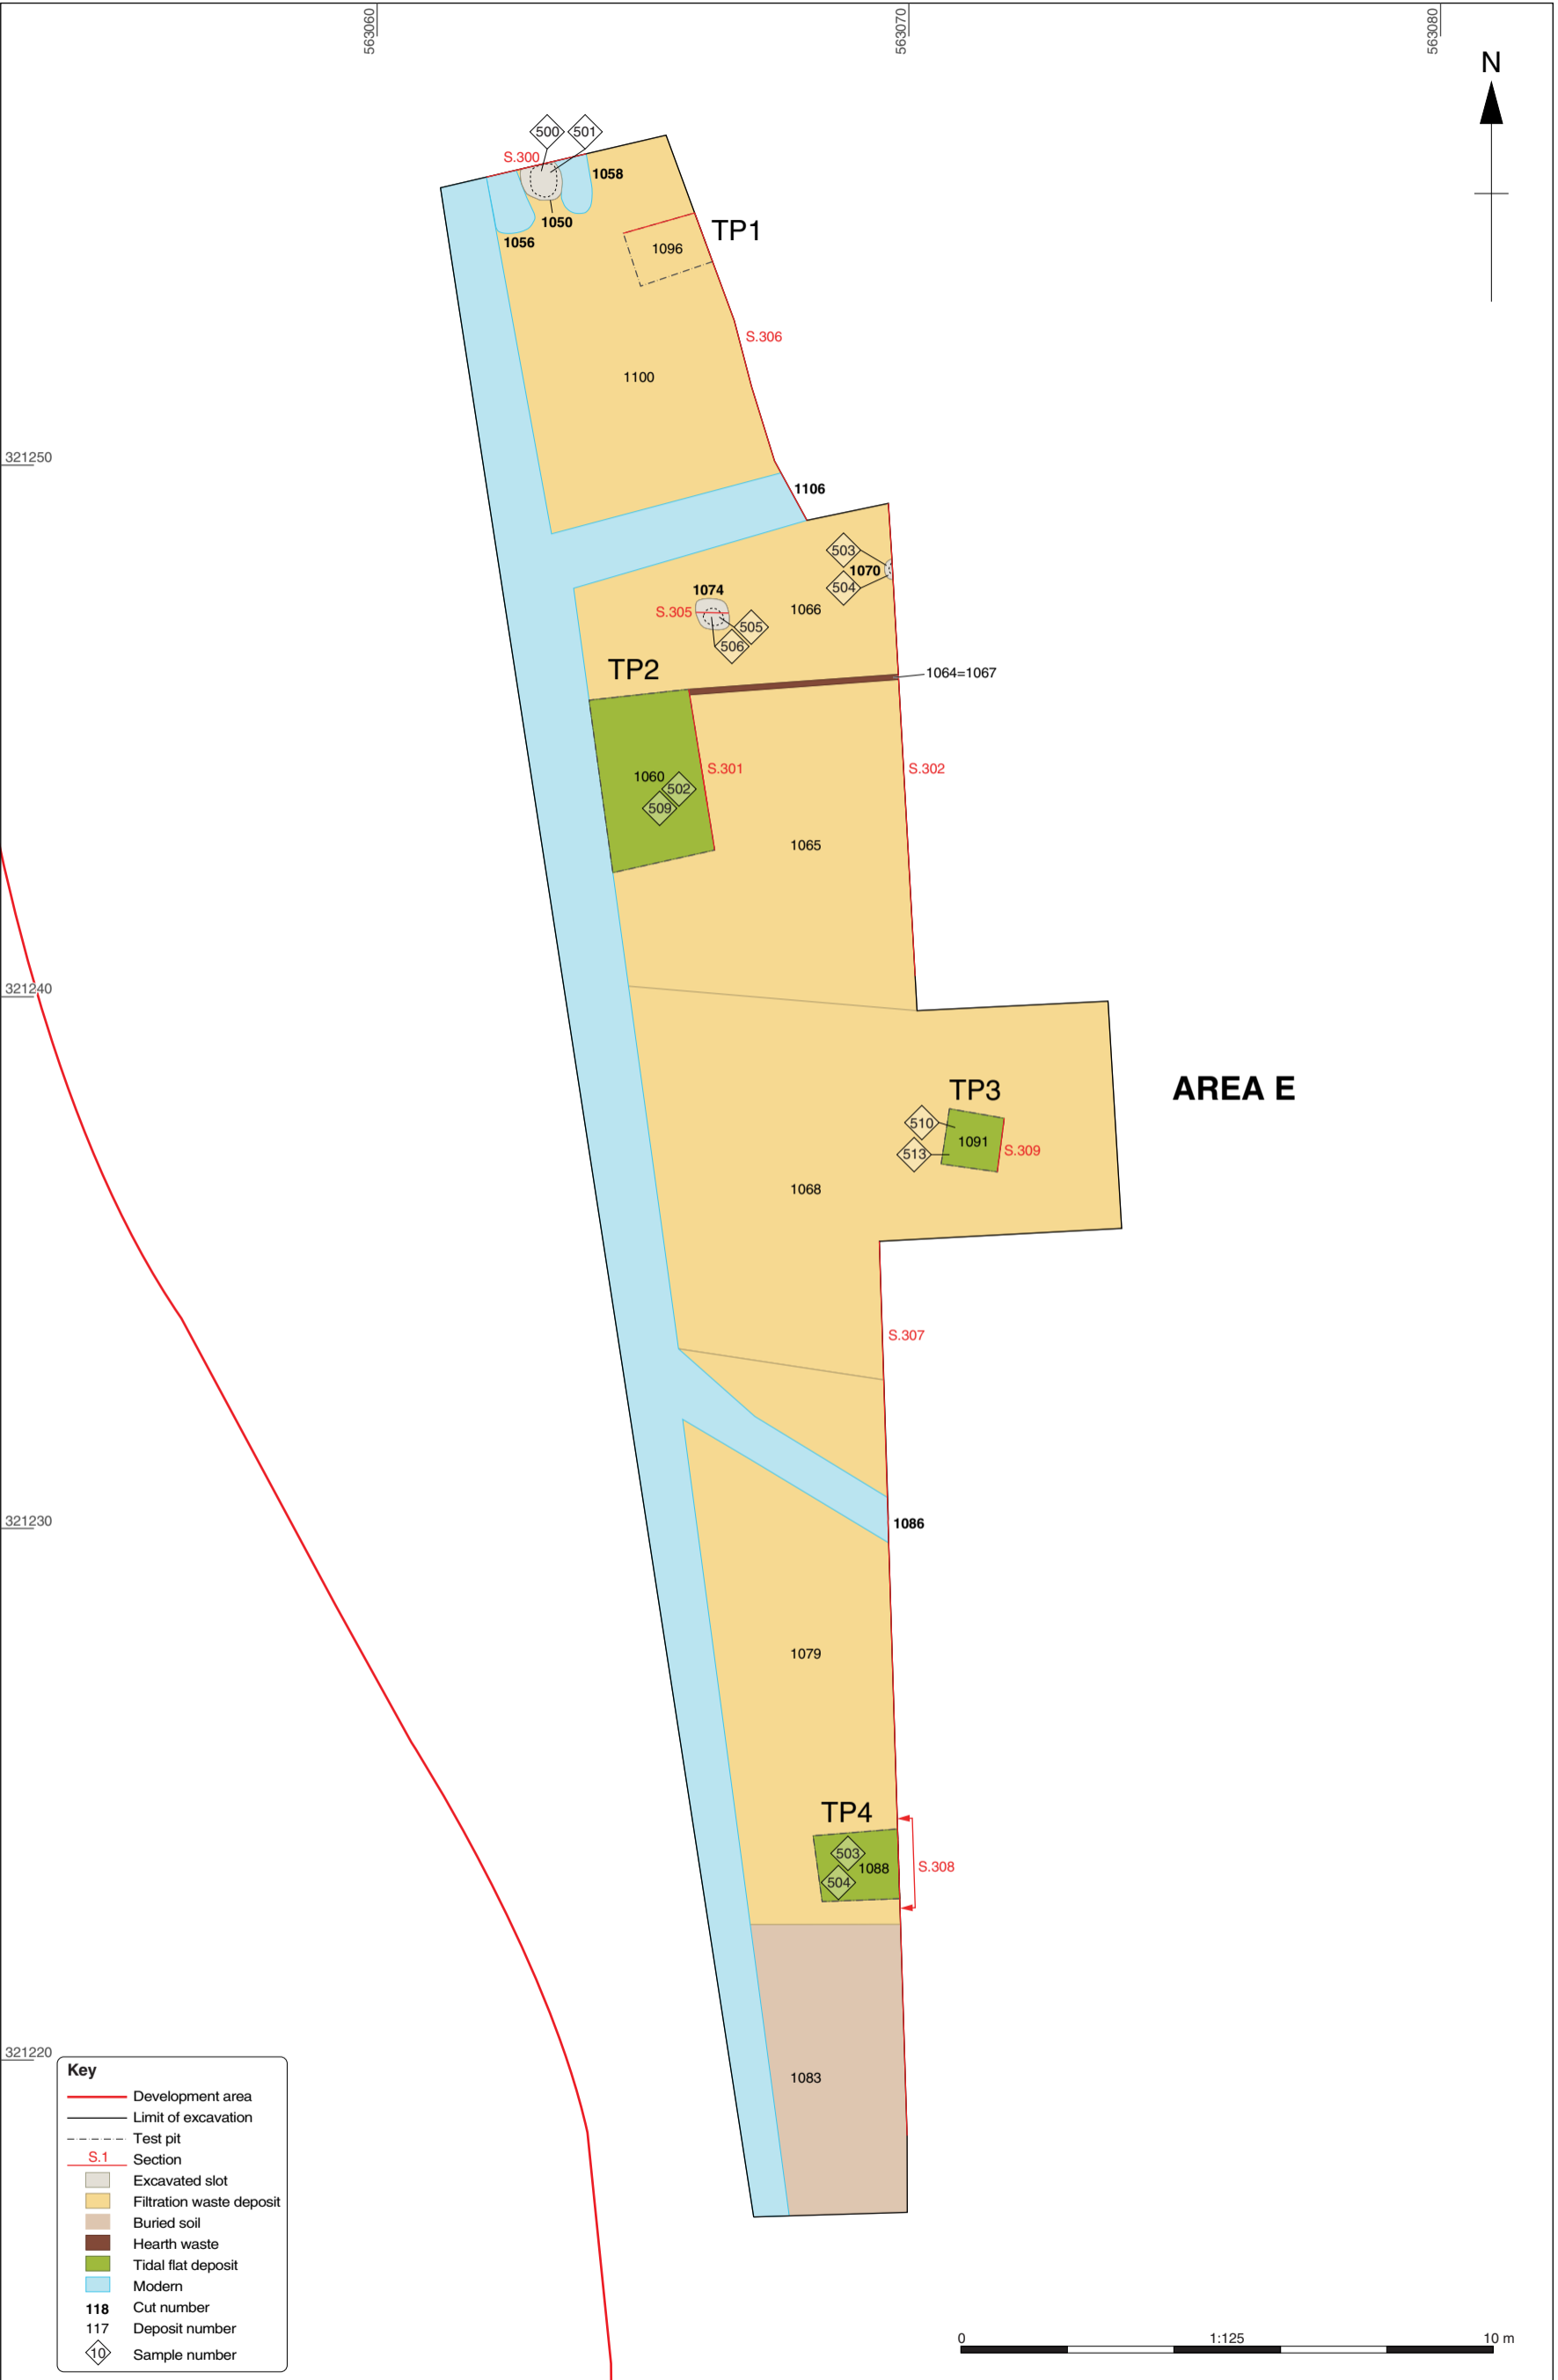 563060
563070
563080
N
500
501
S.300
1058
1050
1056
TP1
1096
S.306
1100
321250
1106
503
1070
504
1074
S.305
1066
505
506
TP2
1064=1067
1060
502
509
S.301
S.302
1065
321240
AREA E
TP3
510
1091
513
S.309
1068
S.307
321230
1086
1079
TP4
503
1088
504
S.308
321220
1083
Key
Development area
Limit of excavation
Test pit
S.1 Section
Excavated slot
Filtration waste deposit
Buried soil
Hearth waste
Tidal flat deposit
Modern
118 Cut number
117 Deposit number
10 Sample number
0 1:125 10 m